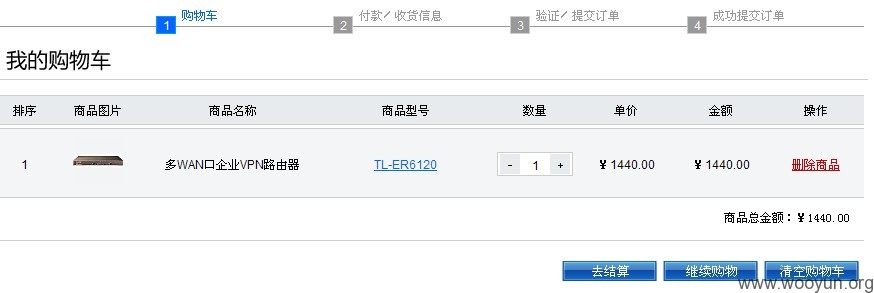 1 购物车 2 付款／收货信息 3 验证／提交订单 4 成功提交订单
我的购物车
排序 商品图片 商品名称 商品型号 数量 单价 金额 操作
1 多WAN口企业VPN路由器 TL-ER6120 - 1 + ¥ 1440.00 ¥ 1440.00 删除商品
商品总金额：¥ 1440.00
去结算 继续购物 清空购物车
www.wooyun.org